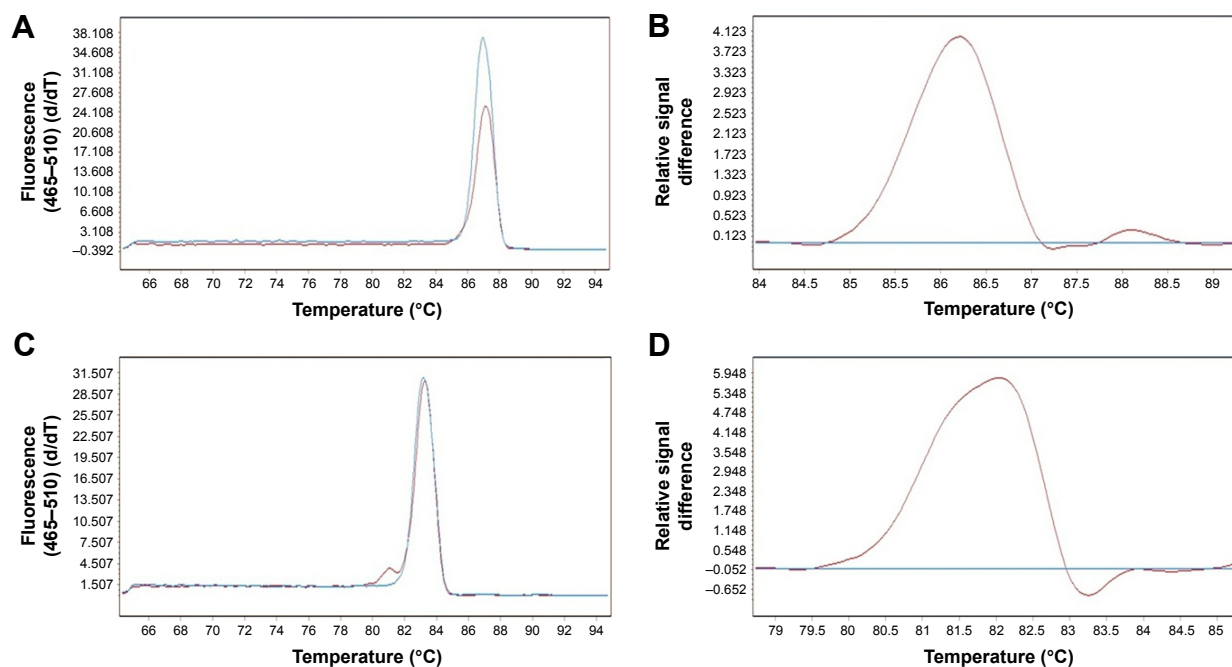 A
Fluorescence
(465–510) (d/dT)
38.108
34.608
31.108
28.108
24.108
20.608
17.108
13.608
10.108
6.608
3.108
–0.392
66 68 70 72 74 76 78 80 82 84 86 88 90 92 94
Temperature (°C)
B
Relative signal
difference
4.123
3.723
3.323
2.923
2.523
2.123
1.723
1.323
0.923
0.523
0.123
84 84.5 85 85.5 86 86.5 87 87.5 88 88.5 89
Temperature (°C)
C
Fluorescence
(465–510) (d/dT)
31.507
28.507
25.507
22.507
19.507
16.507
13.507
10.507
7.507
4.507
1.507
66 68 70 72 74 76 78 80 82 84 86 88 90 92 94
Temperature (°C)
D
Relative signal
difference
5.948
5.348
4.748
4.148
3.548
2.948
2.348
1.748
1.148
0.548
–0.052
–0.652
79 79.5 80 80.5 81 81.5 82 82.5 83 83.5 84 84.5 85
Temperature (°C)